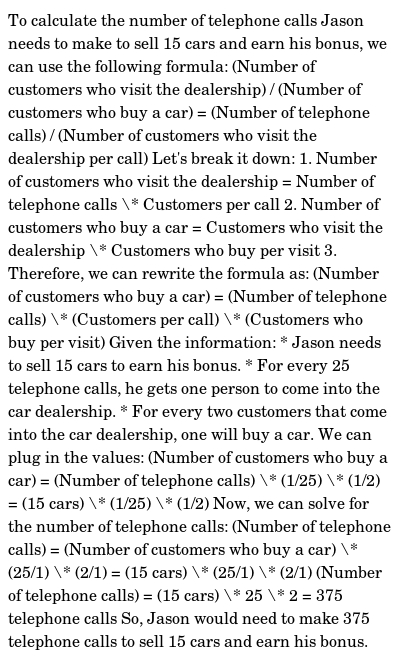 To calculate the number of telephone calls Jason
needs to make to sell 15 cars and earn his bonus, we
can use the following formula: (Number of
customers who visit the dealership) / (Number of
customers who buy a car) = (Number of telephone
calls) / (Number of customers who visit the
dealership per call) Let's break it down: 1. Number
of customers who visit the dealership = Number of
telephone calls \* Customers per call 2. Number of
customers who buy a car = Customers who visit the
dealership \* Customers who buy per visit 3.
Therefore, we can rewrite the formula as: (Number
of customers who buy a car) = (Number of telephone
calls) \* (Customers per call) \* (Customers who
buy per visit) Given the information: * Jason needs
to sell 15 cars to earn his bonus. * For every 25
telephone calls, he gets one person to come into the
car dealership. * For every two customers that come
into the car dealership, one will buy a car. We can
plug in the values: (Number of customers who buy a
car) = (Number of telephone calls) \* (1/25) \* (1/2)
= (15 cars) \* (1/25) \* (1/2) Now, we can solve for
the number of telephone calls: (Number of telephone
calls) = (Number of customers who buy a car) \*
(25/1) \* (2/1) = (15 cars) \* (25/1) \* (2/1) (Number
of telephone calls) = (15 cars) \* 25 \* 2 = 375
telephone calls So, Jason would need to make 375
telephone calls to sell 15 cars and earn his bonus.